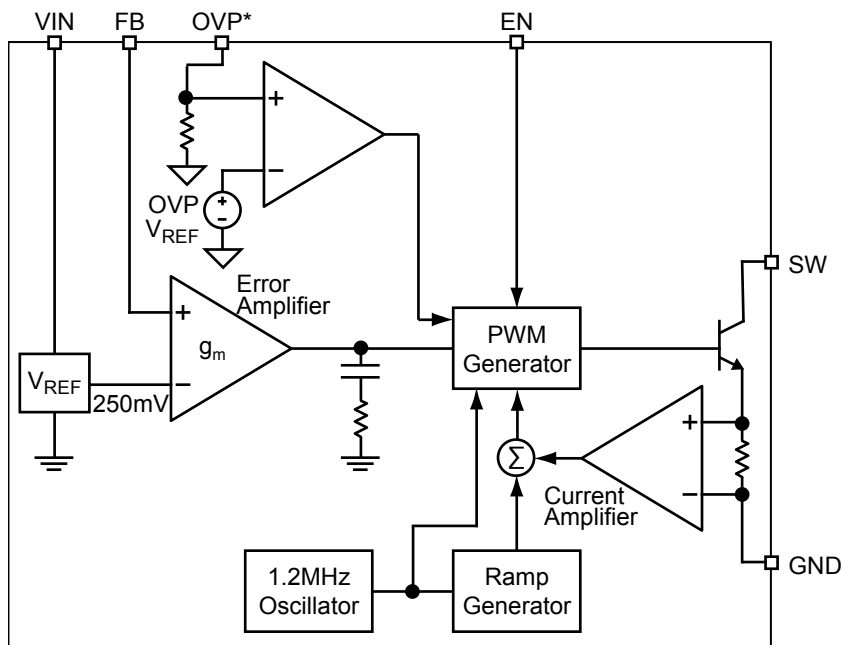 VIN
FB
OVP*
EN
+
−
OVP
VREF
+
−
SW
Error
Amplifier
+
gm
−
VREF
250mV
PWM
Generator
Σ
+
−
Current
Amplifier
1.2MHz
Oscillator
Ramp
Generator
GND